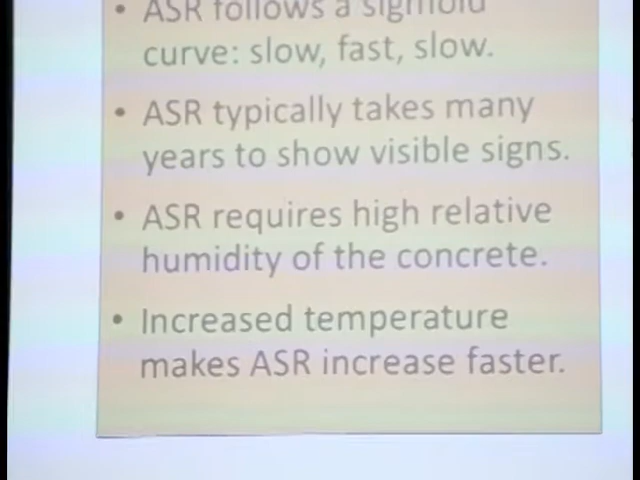 • ASR follows a sigmoid
curve: slow, fast, slow.
• ASR typically takes many
years to show visible signs.
• ASR requires high relative
humidity of the concrete.
• Increased temperature
makes ASR increase faster.